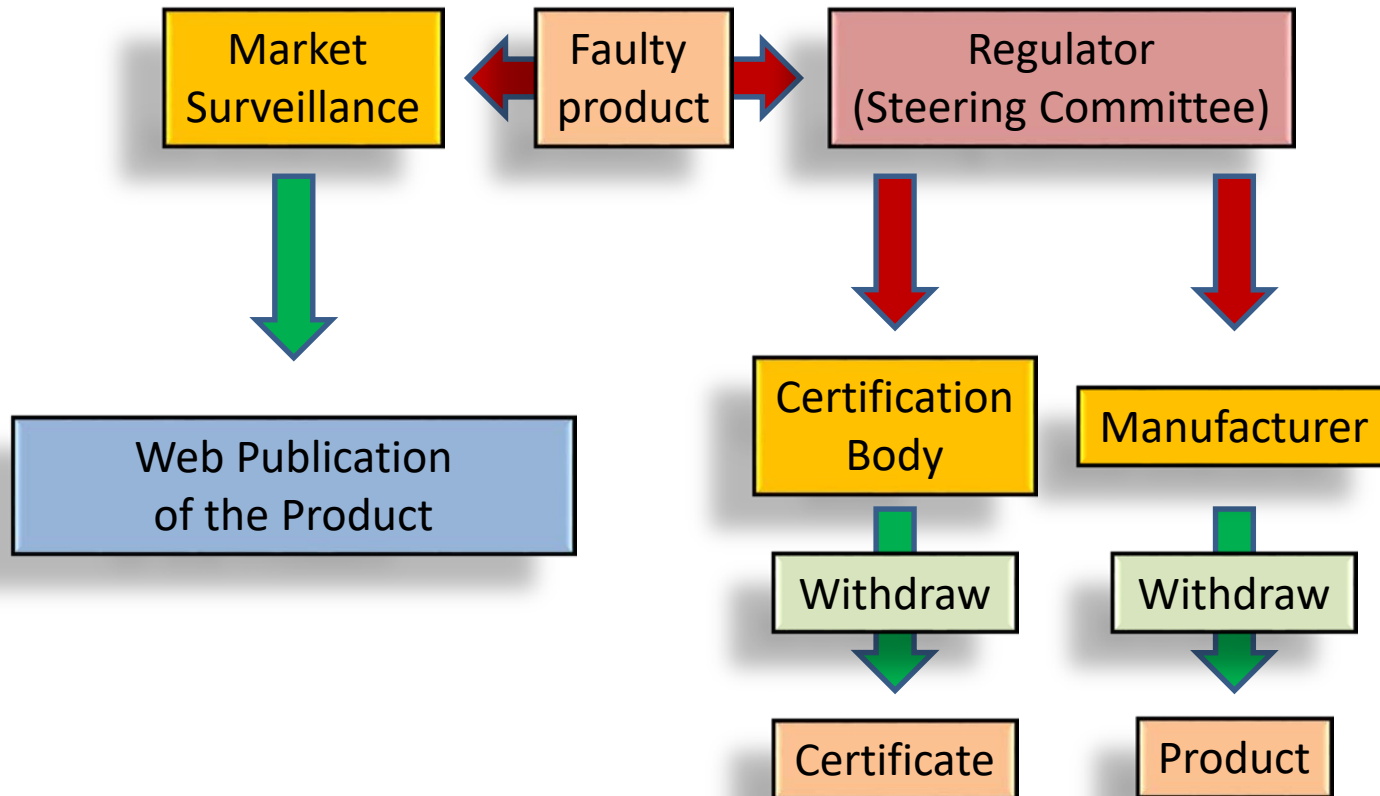 Market
Surveillance
Faulty
product
Regulator
(Steering Committee)
Web Publication
of the Product
Certification
Body
Manufacturer
Withdraw
Withdraw
Certificate
Product